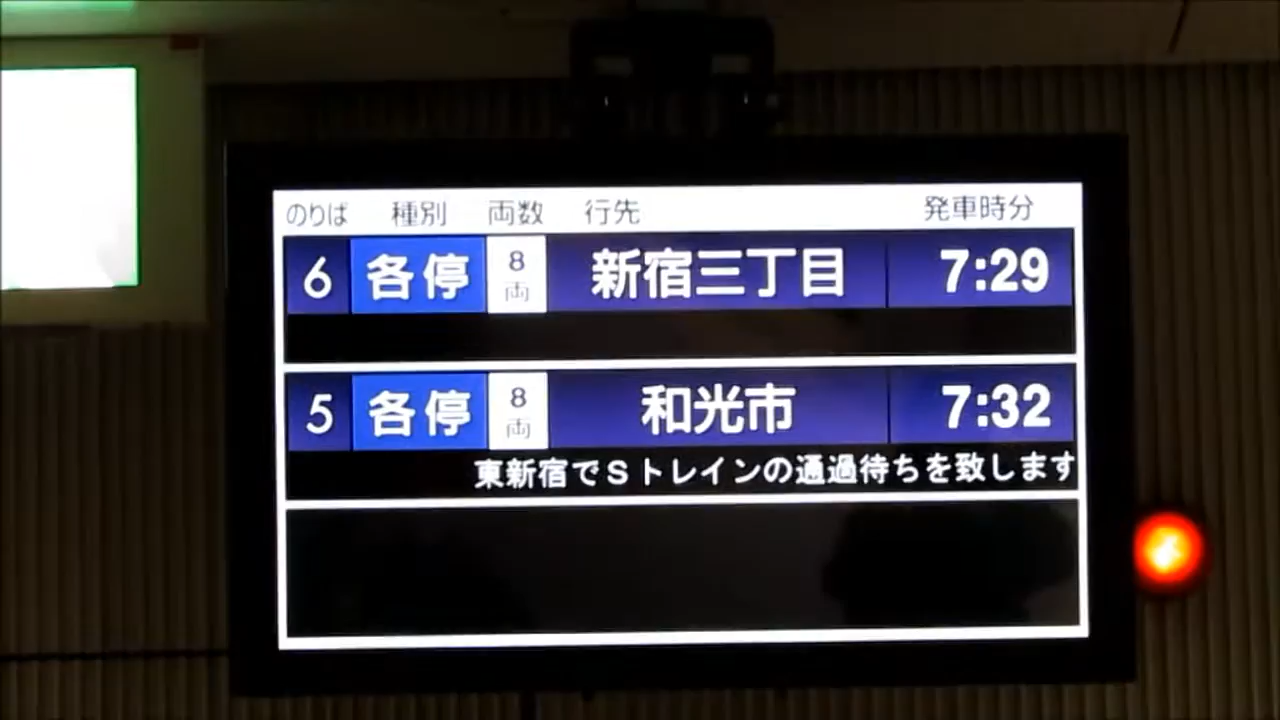 のりば 種別 両数 行先 発車時分
6 各停 8両 新宿三丁目 7:29
5 各停 8両 和光市 7:32
東新宿でSトレインの通過待ちを致します